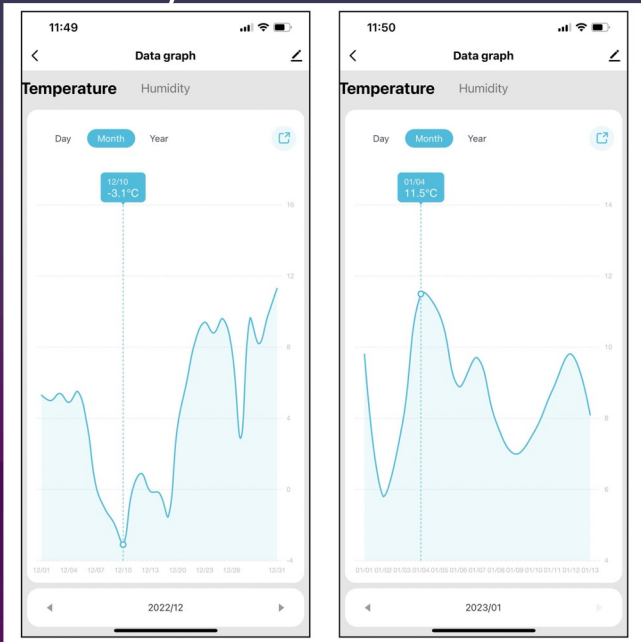 11:49
Data graph
Temperature Humidity
Day Month Year
12/10
-3.1°C
16
12
8
4
0
-4
12/01 12/04 12/07 12/10 12/13 12/20 12/23 12/28 12/31
2022/12
11:50
Data graph
Temperature Humidity
Day Month Year
01/04
11.5°C
14
12
10
8
6
4
01/01 01/02 01/03 01/04 01/05 01/06 01/07 01/08 01/09 01/10 01/11 01/12 01/13
2023/01